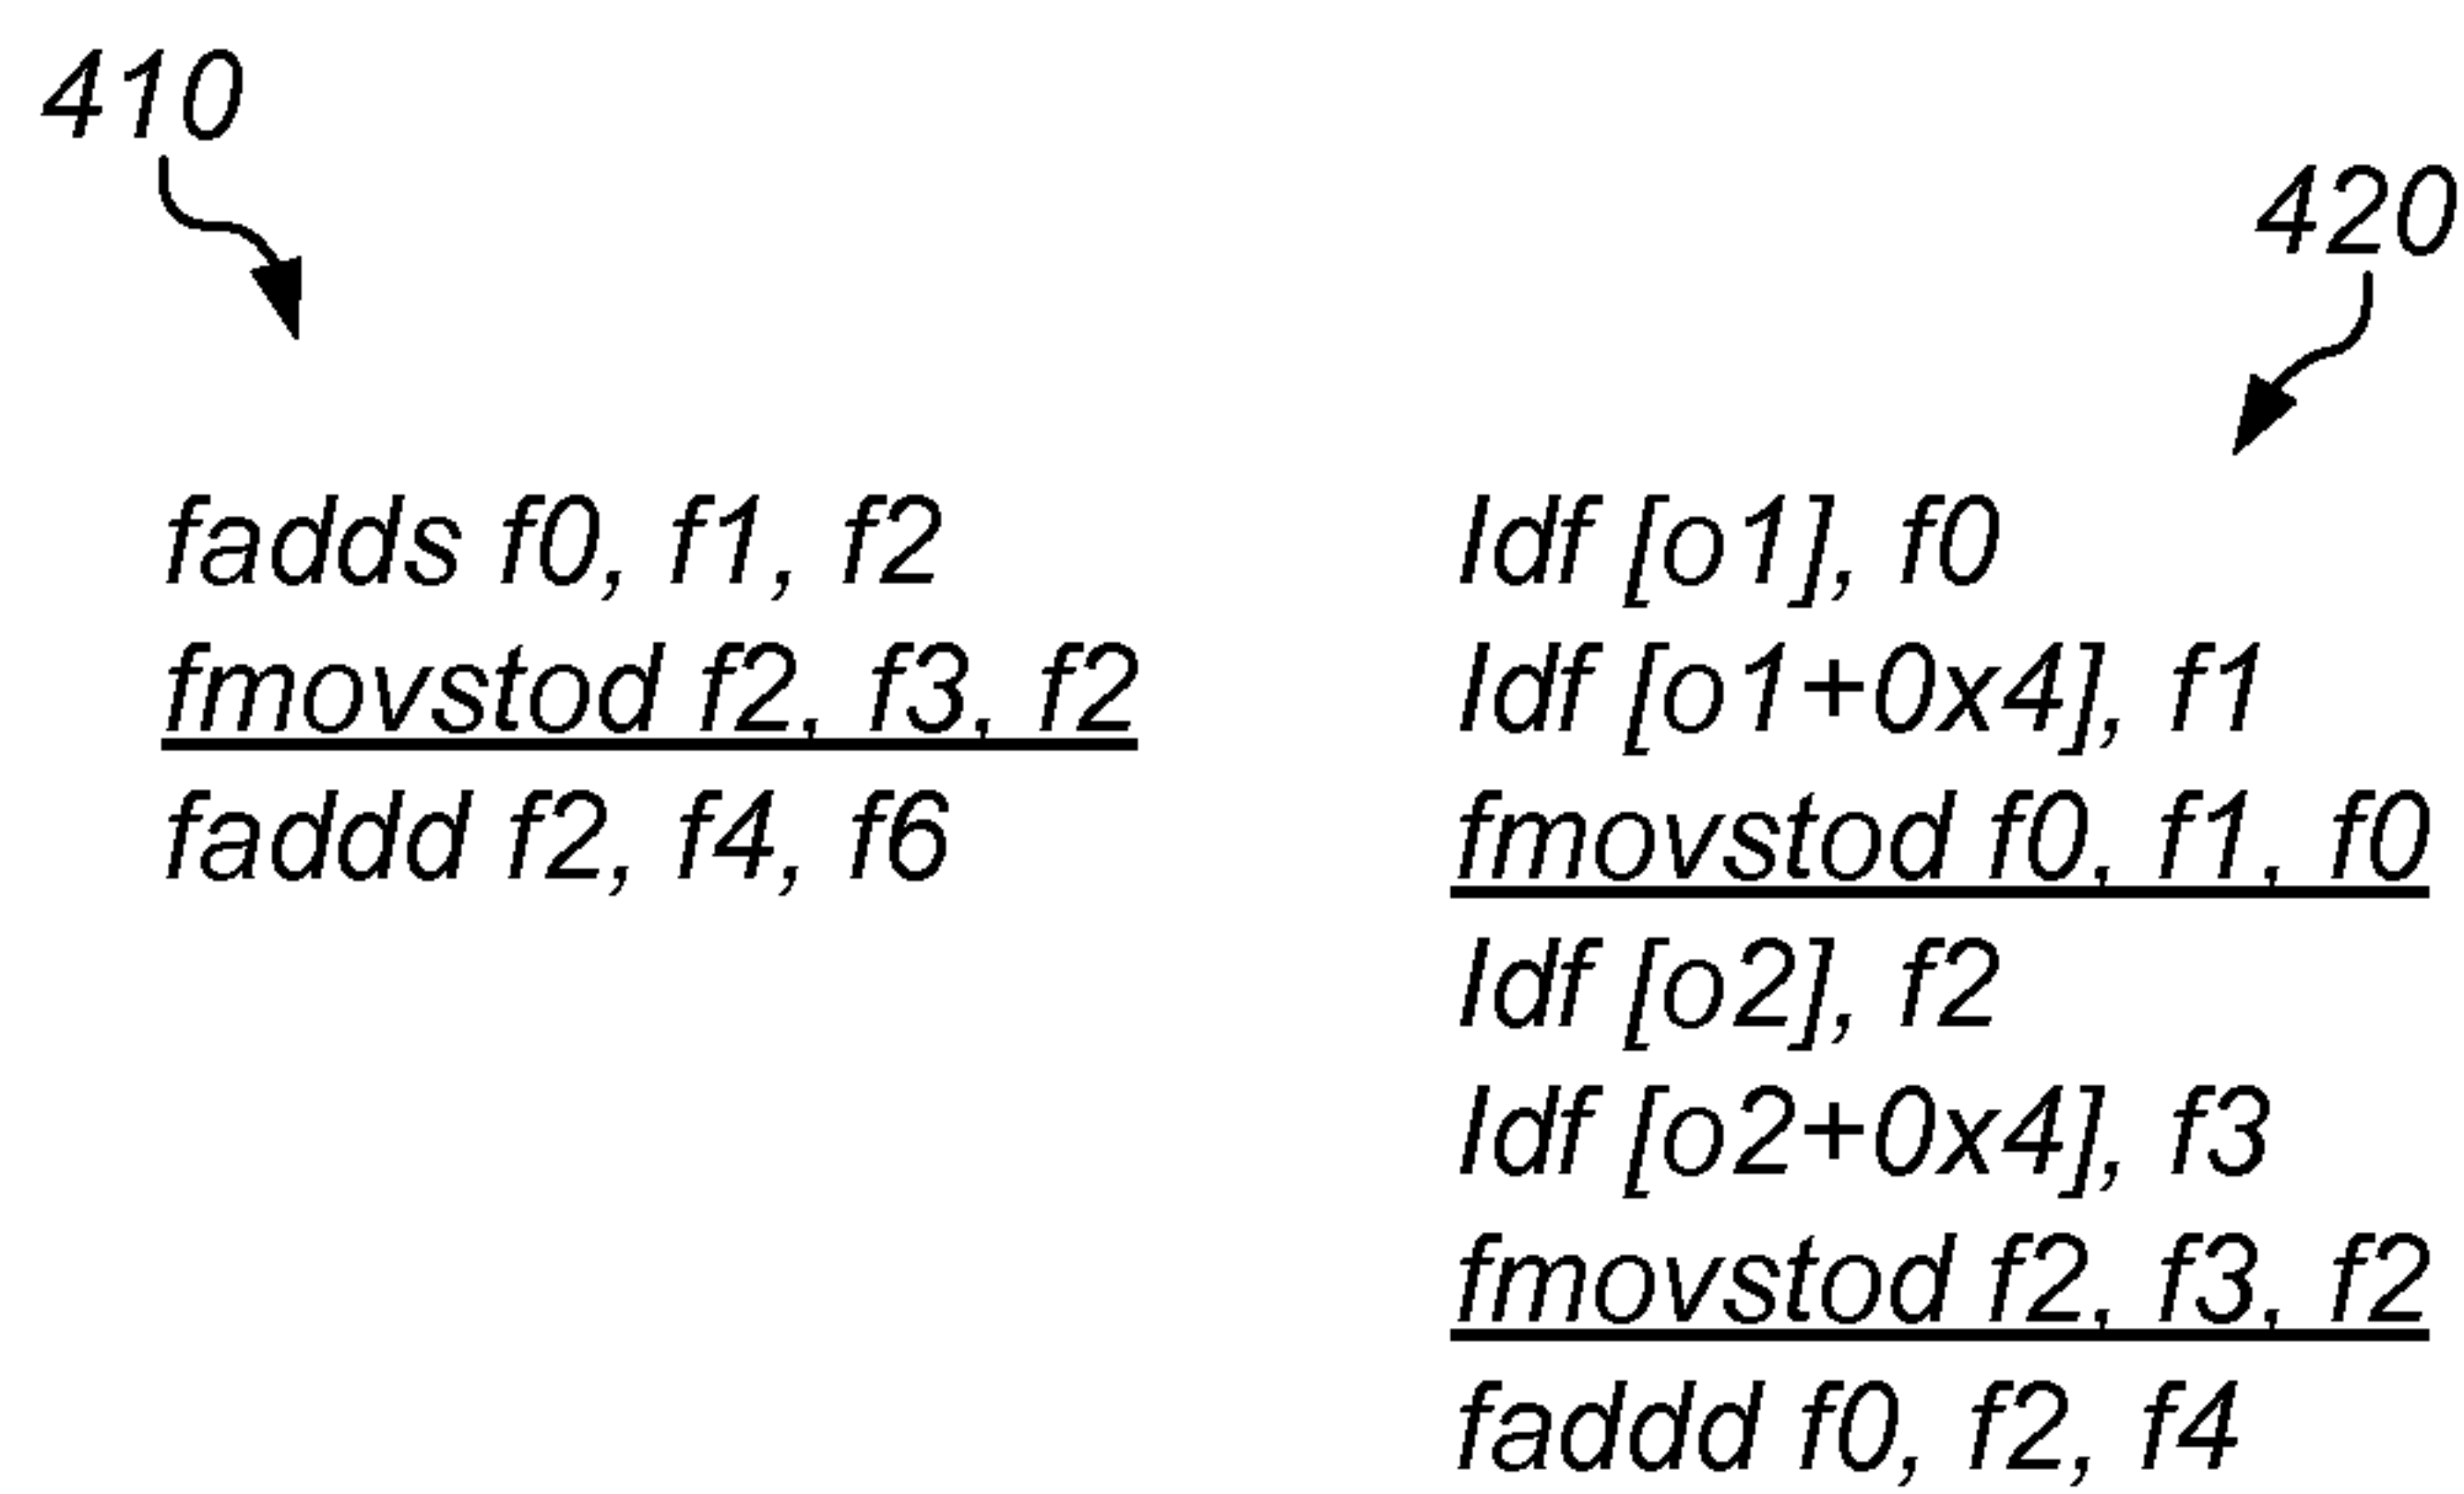 410
420
fadds f0, f1, f2
fmovstod f2, f3, f2
faddd f2, f4, f6
ldf [o1], f0
ldf [o1+0x4], f1
fmovstod f0, f1, f0
ldf [o2], f2
ldf [o2+0x4], f3
fmovstod f2, f3, f2
faddd f0, f2, f4